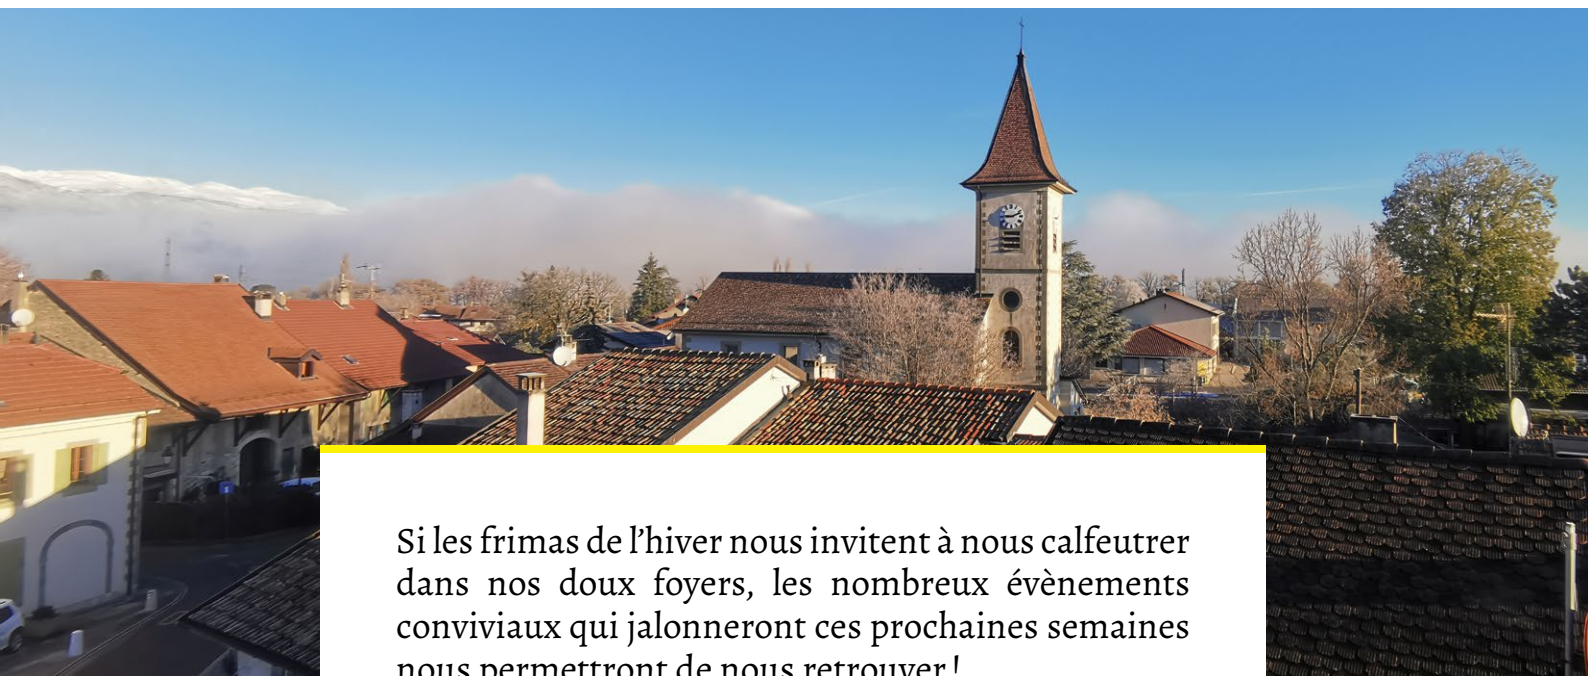 Si les frimas de l’hiver nous invitent à nous calfeutrer
dans nos doux foyers, les nombreux évènements
conviviaux qui jalonneront ces prochaines semaines
nous permettront de nous retrouver !